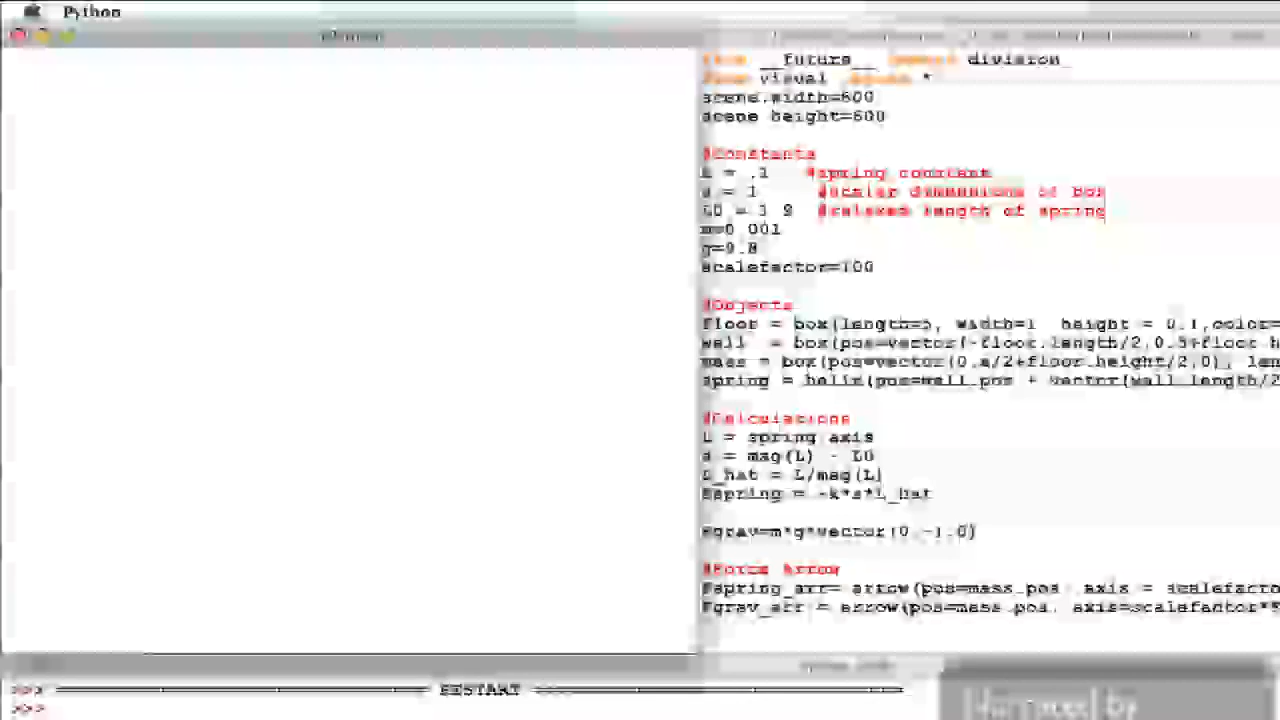 Python
from __future__ import division
from visual import *
scene.width=600
scene height=600
#Constants
k = .1 #spring constant
a = 1 #scalar dimensions of box
L0 = 1 9 #relaxed length of spring
m=0 001
g=9.8
scalefactor=100
#Objects
floor = box(length=5, width=1 height = 0.1,color=
wall = box(pos=vector(-floor.length/2,0.5+floor h
mass = box(pos=vector(0,a/2+floor.height/2,0), len
spring = helix(pos=wall.pos + vector(wall length/2
#Calculations
L = spring axis
s = mag(L) - L0
L_hat = L/mag(L)
Fspring = -k*s*L_hat
Fgrav=m*g*vector(0,-1,0)
#Force Arrow
Fspring_arr= arrow(pos=mass.pos, axis = scalefacto
Fgrav_arr = arrow(pos=mass.pos, axis=scalefactor*F
>>> RESTART
>>>
by